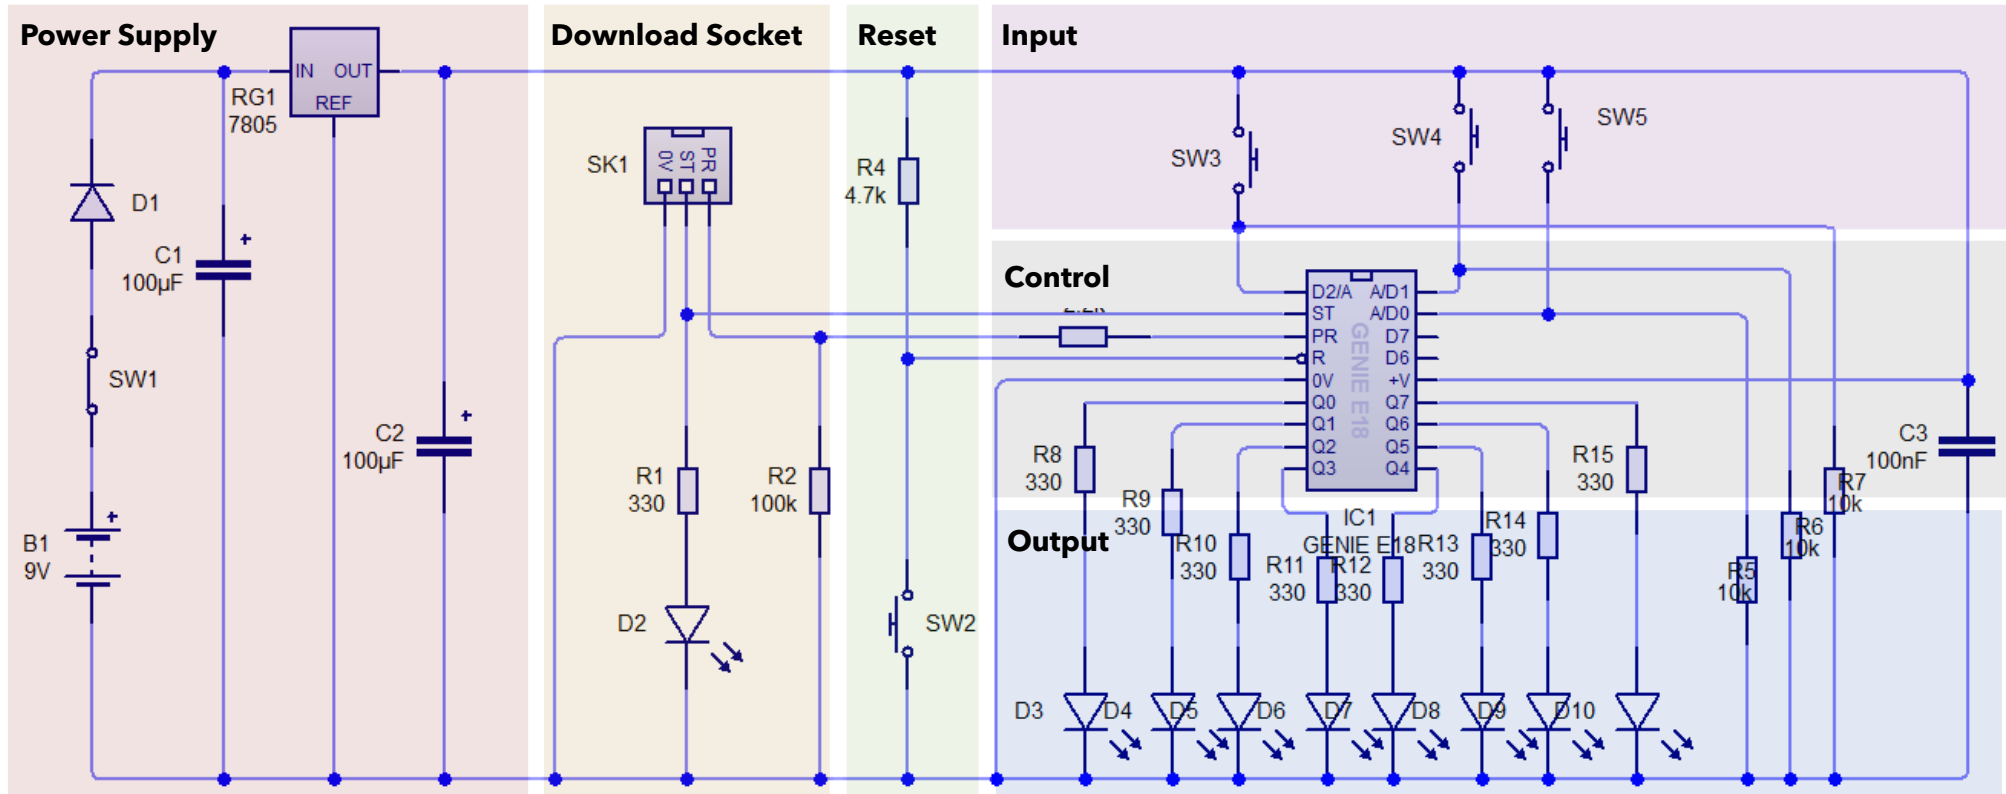 Power Supply
Download Socket
Reset
Input
IN OUT
REF
RG1
7805
D1
+
C1
100µF
SW1
+
C2
100µF
+
B1
9V
SK1
0V ST PR
R1
330
R2
100k
D2
R4
4.7k
SW2
SW3
SW4
SW5
Control
D2/A A/D1
ST A/D0
PR D7
R D6
0V +V
Q0 Q7
Q1 Q6
Q2 Q5
Q3 Q4
GENIE E18
IC1
GENIE E18
C3
100nF
R8
330
R9
330
R10
330
R11
330
R12
330
R13
330
R14
330
R15
330
R7
10k
R6
10k
R5
10k
Output
D3
D4
D5
D6
D7
D8
D9
D10